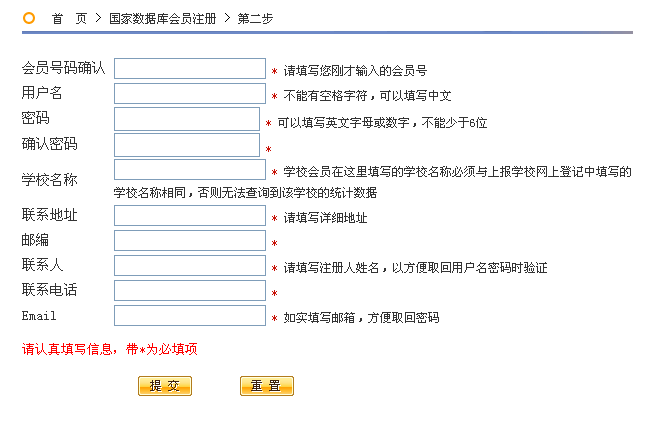 首 页 > 国家数据库会员注册 > 第二步
会员号码确认 * 请填写您刚才输入的会员号
用户名 * 不能有空格字符，可以填写中文
密码 * 可以填写英文字母或数字，不能少于6位
确认密码 *
学校名称 * 学校会员在这里填写的学校名称必须与上报学校网上登记中填写的
学校名称相同，否则无法查询到该学校的统计数据
联系地址 * 请填写详细地址
邮编 *
联系人 * 请填写注册人姓名，以方便取回用户名密码时验证
联系电话 *
Email * 如实填写邮箱，方便取回密码
请认真填写信息，带*为必填项
提 交 重 置